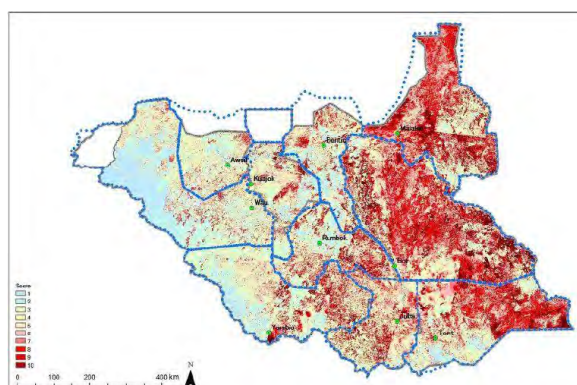 Malakal
Bentiu
Aweil
Kuajok
Wau
Rumbek
Bor
Yambio
Juba
Torit
Score
1
2
3
4
5
6
7
8
9
10
0 100 200 400 km
N